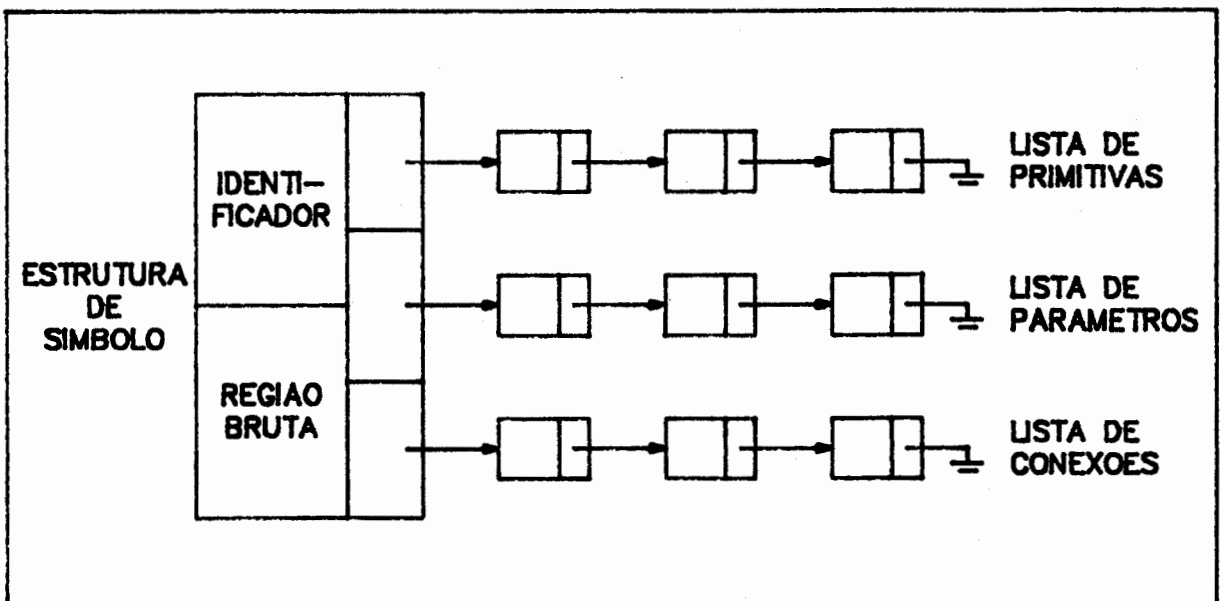 ESTRUTURA
DE
SIMBOLO
IDENTI-
FICADOR
REGIAO
BRUTA
LISTA DE
PRIMITIVAS
LISTA DE
PARAMETROS
LISTA DE
CONEXOES